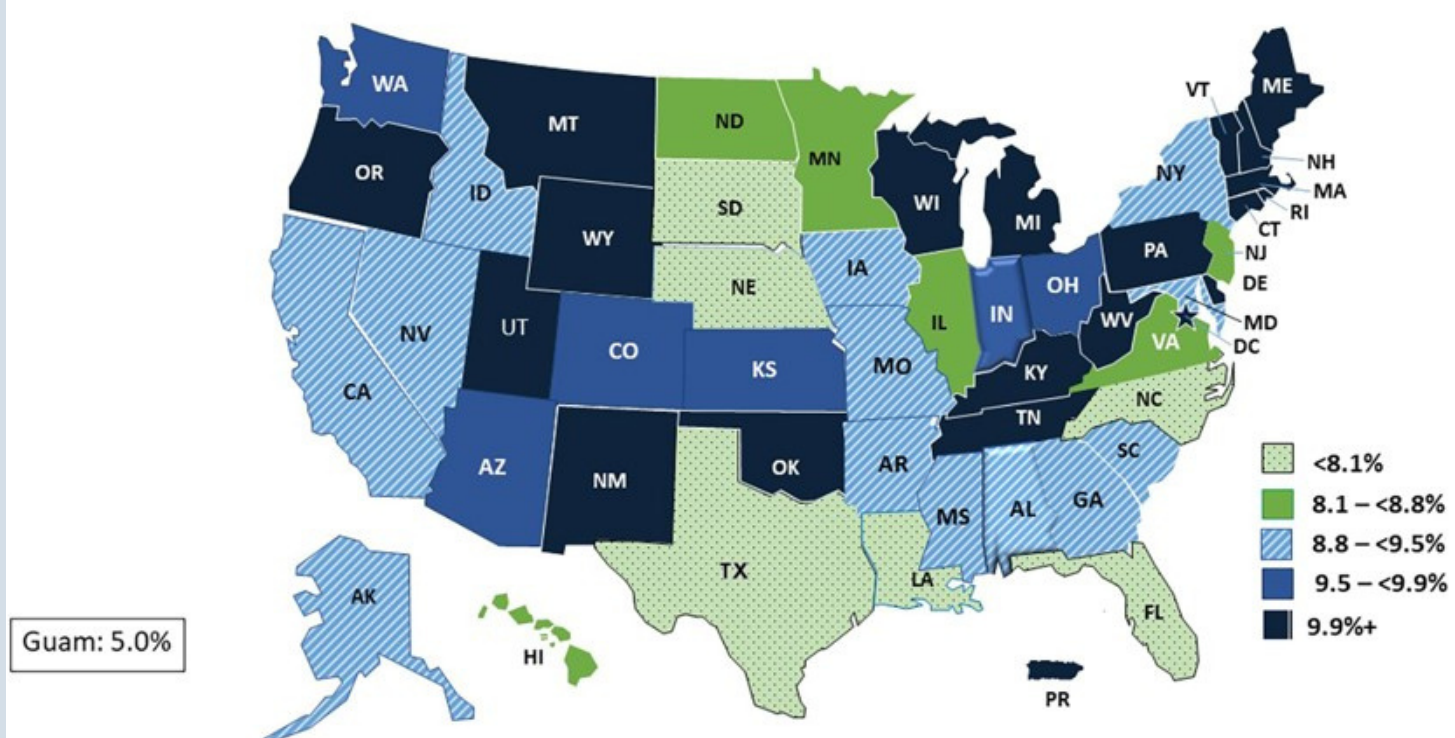 WA
MT
ND
MN
VT
ME
OR
ID
SD
WI
MI
NY
NH
MA
RI
CT
WY
IA
PA
NJ
NE
OH
DE
IL
IN
NV
UT
CO
KS
MO
WV
VA
MD
DC
CA
KY
NC
TN
AZ
NM
OK
AR
SC
MS
AL
GA
TX
LA
FL
AK
HI
PR
<8.1%
8.1 – <8.8%
8.8 – <9.5%
9.5 – <9.9%
9.9%+
Guam: 5.0%